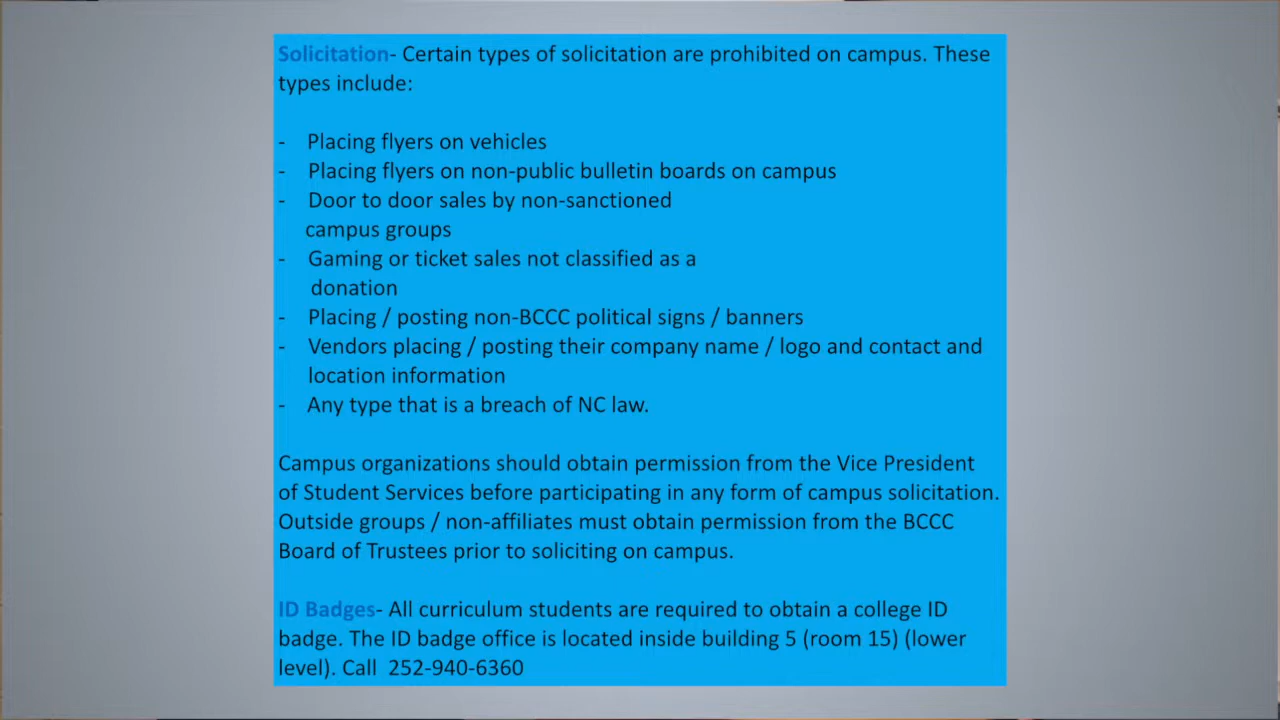 Solicitation- Certain types of solicitation are prohibited on campus. These
types include:
- Placing flyers on vehicles
- Placing flyers on non-public bulletin boards on campus
- Door to door sales by non-sanctioned
campus groups
- Gaming or ticket sales not classified as a
donation
- Placing / posting non-BCCC political signs / banners
- Vendors placing / posting their company name / logo and contact and
location information
- Any type that is a breach of NC law.
Campus organizations should obtain permission from the Vice President
of Student Services before participating in any form of campus solicitation.
Outside groups / non-affiliates must obtain permission from the BCCC
Board of Trustees prior to soliciting on campus.
ID Badges- All curriculum students are required to obtain a college ID
badge. The ID badge office is located inside building 5 (room 15) (lower
level). Call 252-940-6360